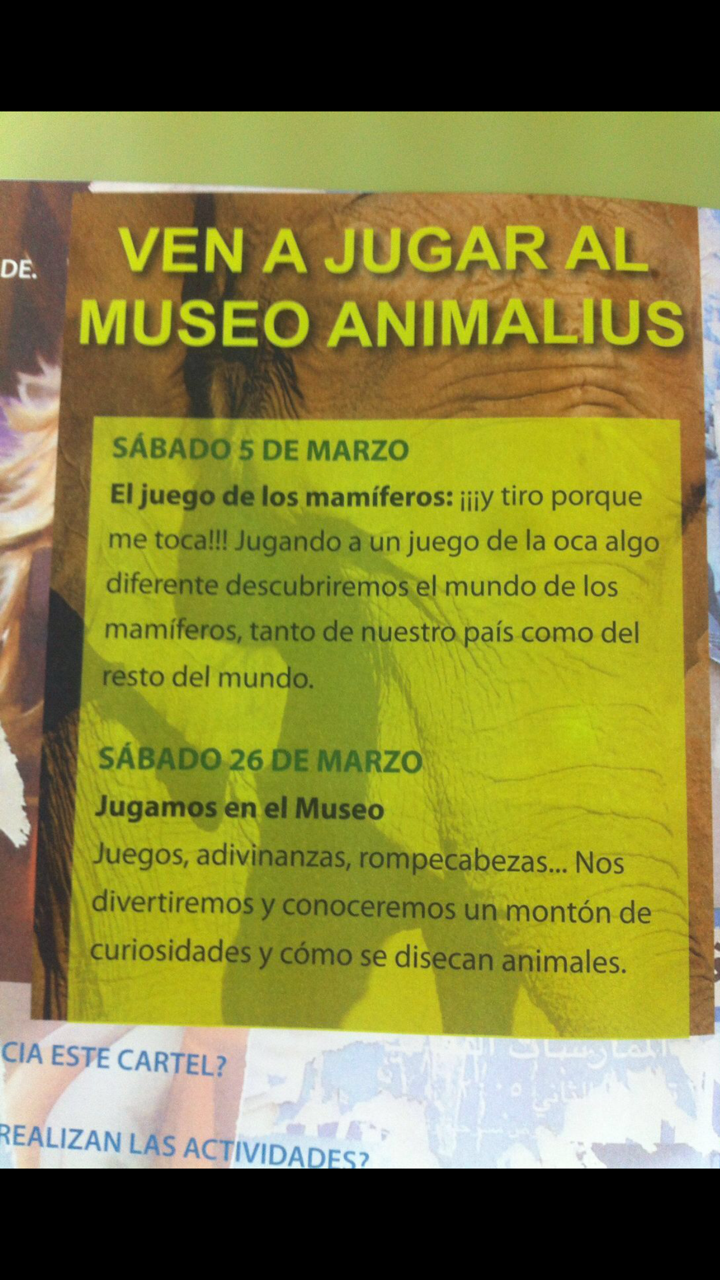 DE.
VEN A JUGAR AL
MUSEO ANIMALIUS
SÁBADO 5 DE MARZO
El juego de los mamíferos: ¡¡¡y tiro porque
me toca!!! Jugando a un juego de la oca algo
diferente descubriremos el mundo de los
mamíferos, tanto de nuestro país como del
resto del mundo.
SÁBADO 26 DE MARZO
Jugamos en el Museo
Juegos, adivinanzas, rompecabezas... Nos
divertiremos y conoceremos un montón de
curiosidades y cómo se disecan animales.
CIA ESTE CARTEL?
REALIZAN LAS ACTIVIDADES?